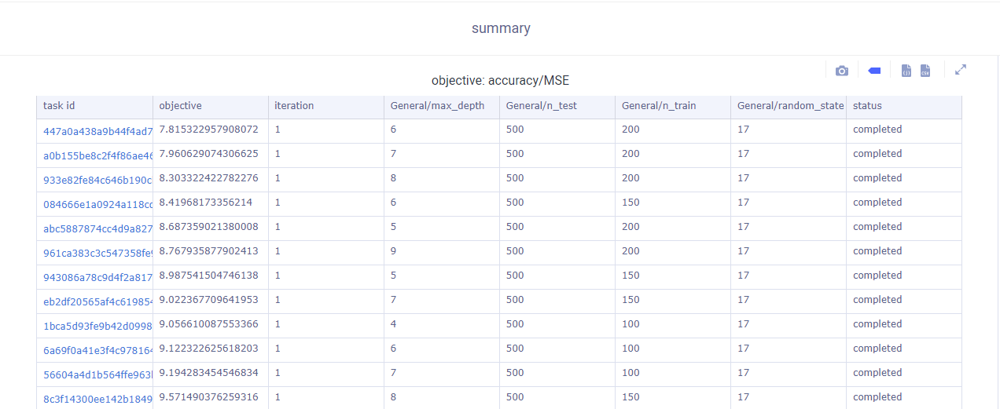 summary
objective: accuracy/MSE
task id objective iteration General/max_depth General/n_test General/n_train General/random_state status
447a0a438a9b44f4ad7 7.815322957908072 1 6 500 200 17 completed
a0b155be8c2f4f86ae46 7.960629074306625 1 7 500 200 17 completed
933e82fe84c646b190c 8.303322422782276 1 8 500 200 17 completed
084666e1a0924a118cc 8.41968173356214 1 6 500 150 17 completed
abc5887874cc4d9a827 8.687359021380008 1 5 500 200 17 completed
961ca383c3c547358fe9 8.767935877902413 1 9 500 200 17 completed
943086a78c9d4f2a817 8.987541504746138 1 5 500 150 17 completed
eb2df20565af4c619854 9.022367709641953 1 7 500 150 17 completed
1bca5d93fe9b42d0998 9.056610087553366 1 4 500 100 17 completed
6a69f0a41e3f4c978164 9.122322625618203 1 6 500 100 17 completed
56604a4d1b564ffe963 9.194283454546834 1 7 500 100 17 completed
8c3f14300ee142b1849 9.571490376259316 1 8 500 150 17 completed